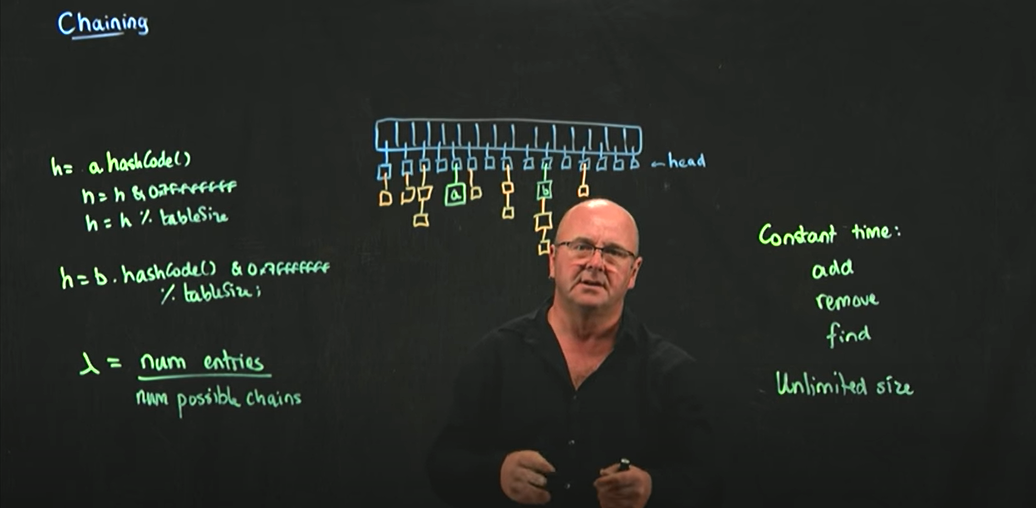 Chaining
h = a.hashCode()
h = h & 0x7FFFFFFF
h = h % tableSize
h = b.hashCode() & 0x7FFFFFFF
% tableSize;
λ = num entries
num possible chains
a
b
←head
Constant time:
add
remove
find
Unlimited size